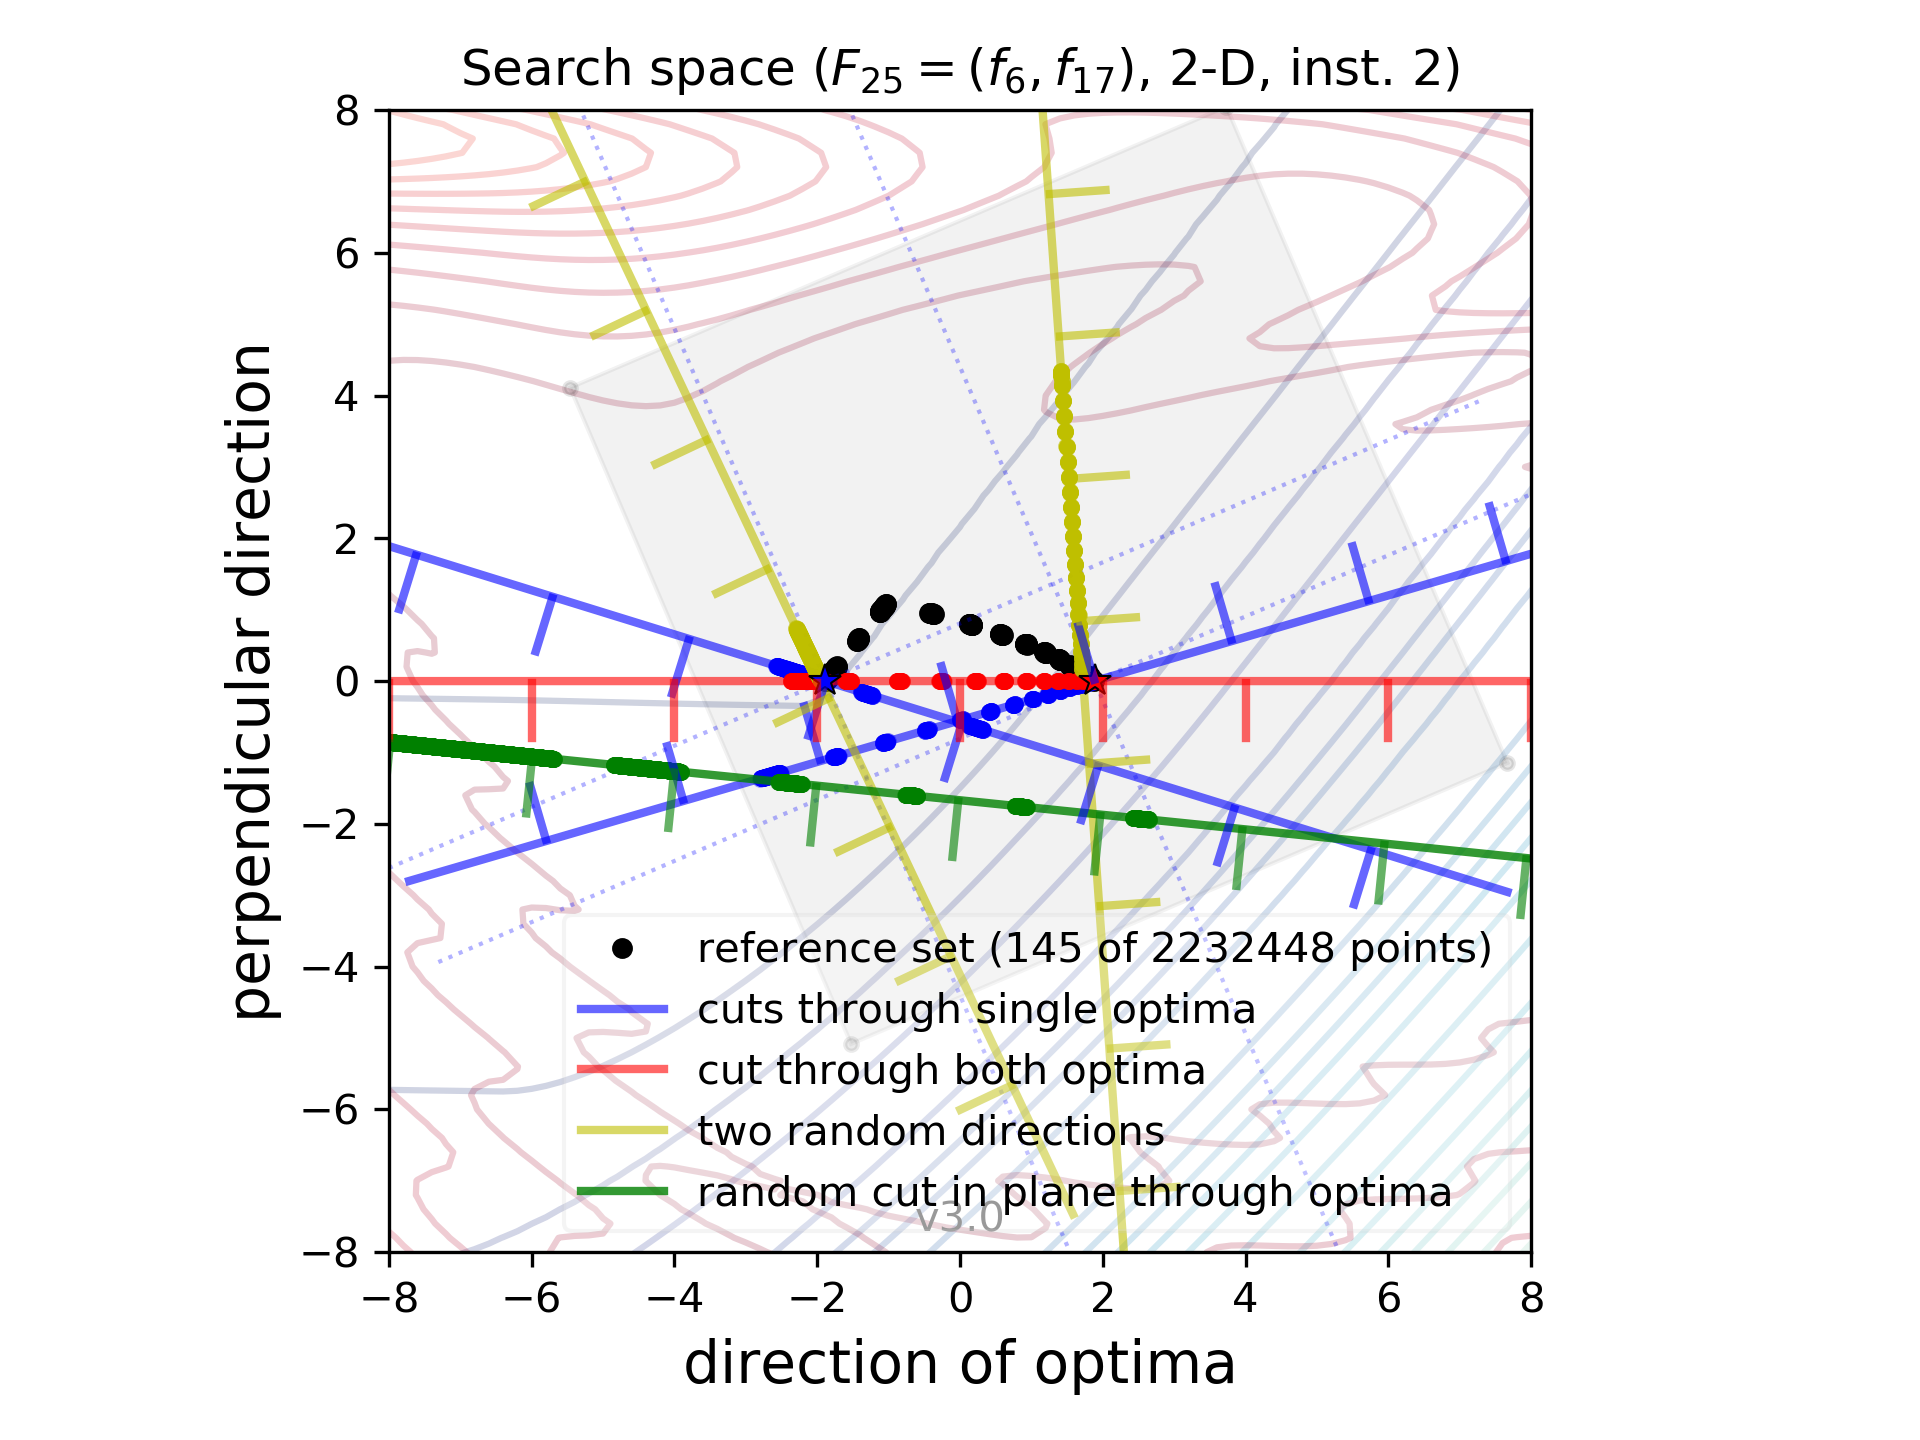 Search space (F25 = (f6, f17), 2-D, inst. 2)
8
6
4
2
0
−2
−4
−6
−8
perpendicular direction
reference set (145 of 2232448 points)
cuts through single optima
cut through both optima
two random directions
random cut in plane through optima
v3.0
−8 −6 −4 −2 0 2 4 6 8
direction of optima